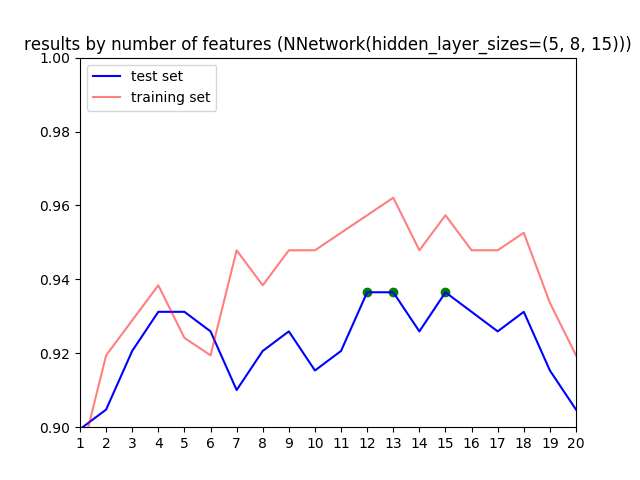 results by number of features (NNetwork(hidden_layer_sizes=(5, 8, 15)))
1.00
0.98
0.96
0.94
0.92
0.90
test set
training set
1 2 3 4 5 6 7 8 9 10 11 12 13 14 15 16 17 18 19 20